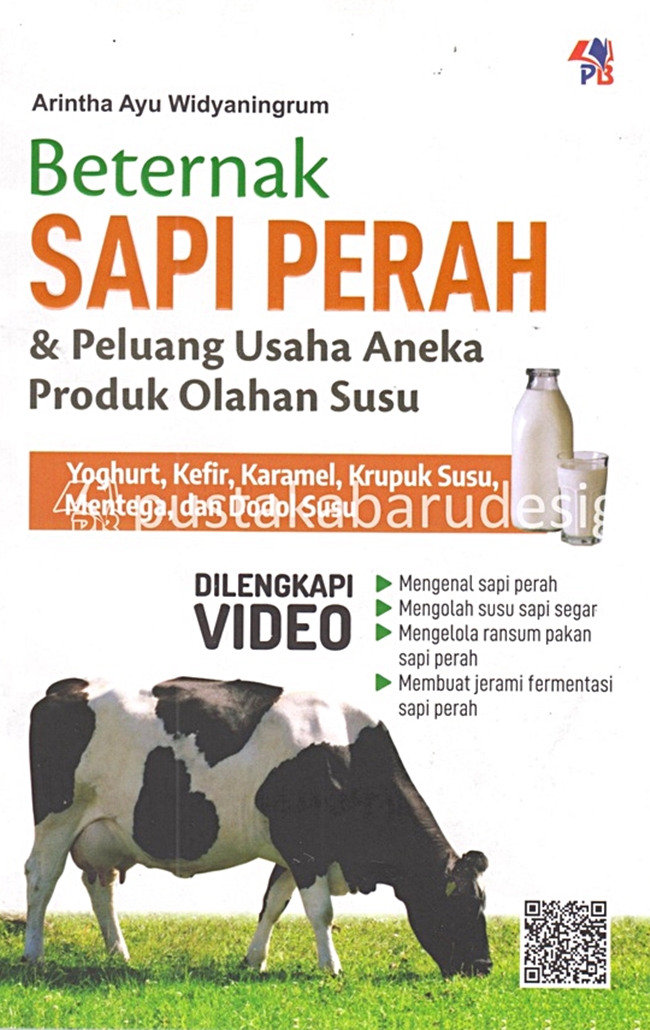 PB
Arintha Ayu Widyaningrum
Beternak
SAPI PERAH
& Peluang Usaha Aneka
Produk Olahan Susu
Yoghurt, Kefir, Karamel, Krupuk Susu,
Mentega, dan Dodol Susu
PB pustakabarudesig
DILENGKAPI
VIDEO
Mengenal sapi perah
Mengolah susu sapi segar
Mengelola ransum pakan
sapi perah
Membuat jerami fermentasi
sapi perah